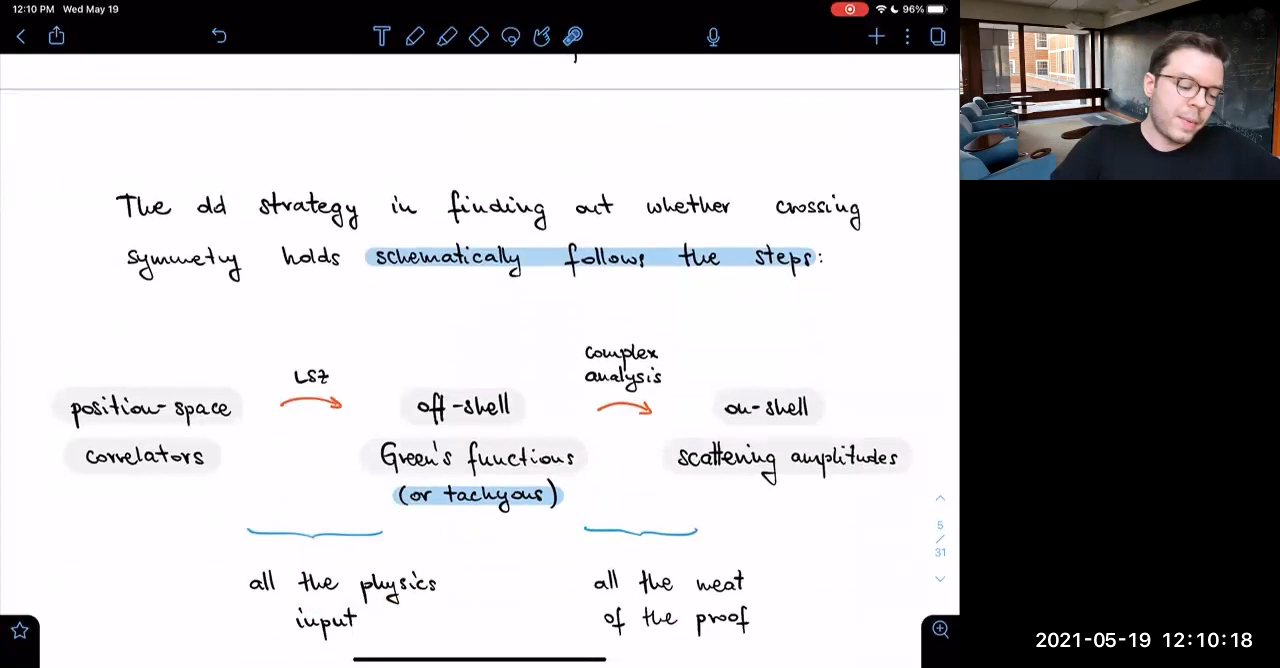 12:10 PM Wed May 19
96%
The old strategy in finding out whether crossing
symmetry holds schematically follows the steps:
complex
analysis
LSZ
position-space
correlators
off-shell
Green's functions
(or tachyons)
on-shell
scattering amplitudes
all the physics
input
all the meat
of the proof
5
/
31
2021-05-19 12:10:18